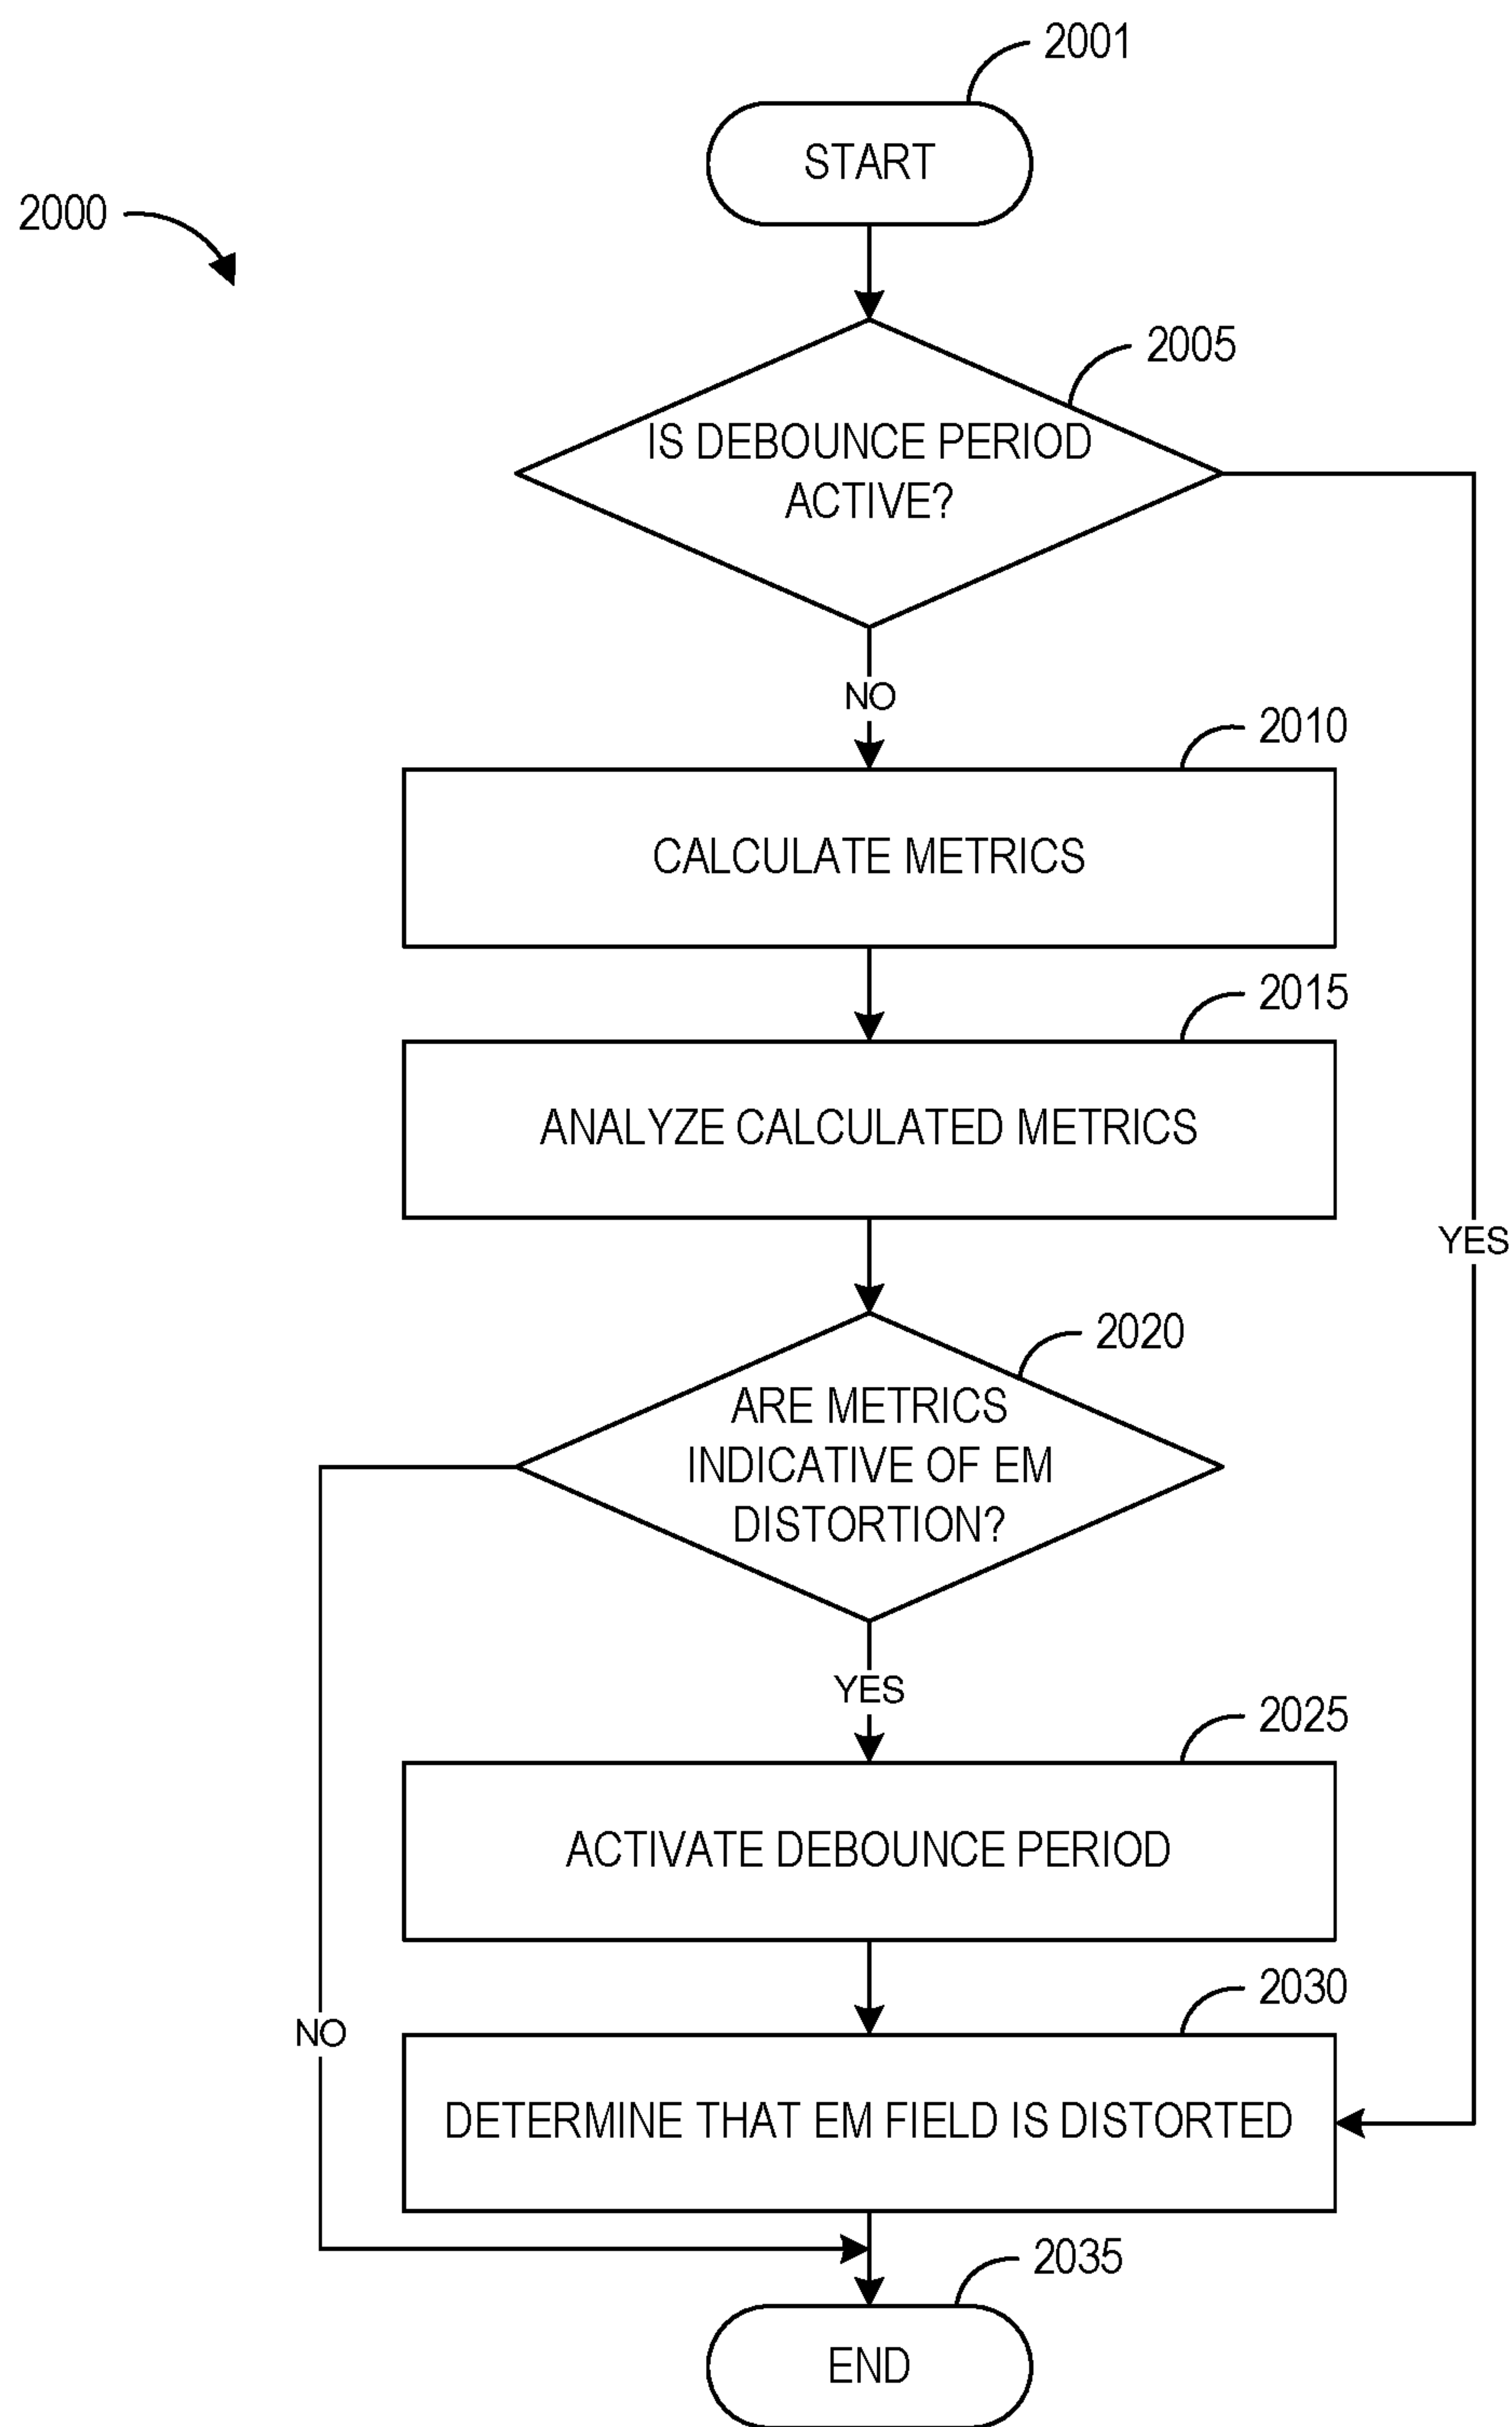 2001
START
2000
2005
IS DEBOUNCE PERIOD
ACTIVE?
NO
2010
CALCULATE METRICS
2015
ANALYZE CALCULATED METRICS
YES
2020
ARE METRICS
INDICATIVE OF EM
DISTORTION?
YES
2025
ACTIVATE DEBOUNCE PERIOD
2030
NO
DETERMINE THAT EM FIELD IS DISTORTED
2035
END